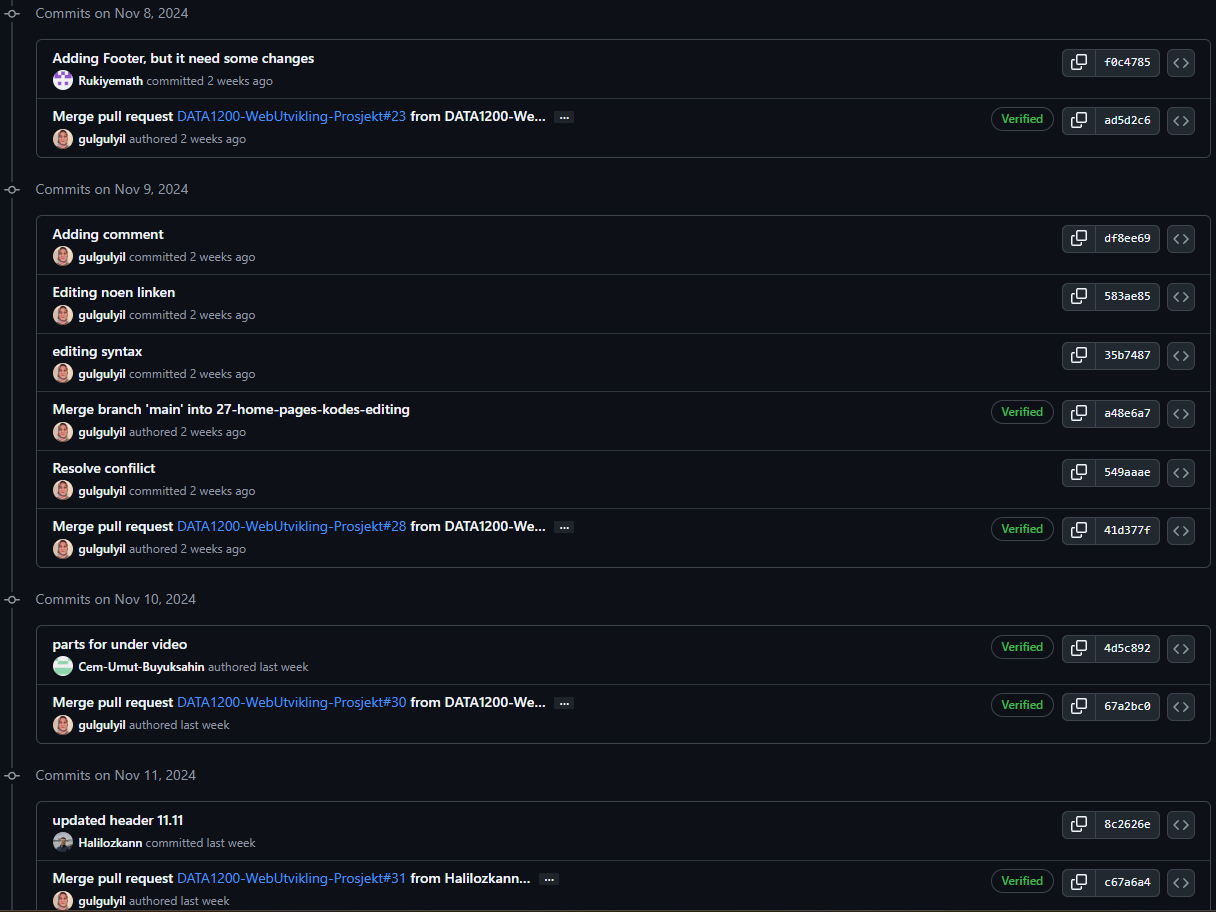 Commits on Nov 8, 2024
Adding Footer, but it need some changes
f0c4785
Rukiyemath committed 2 weeks ago
Merge pull request DATA1200-WebUtvikling-Prosjekt#23 from DATA1200-We... ...
Verified ad5d2c6
gulgulyil authored 2 weeks ago
Commits on Nov 9, 2024
Adding comment
df8ee69
gulgulyil committed 2 weeks ago
Editing noen linken
583ae85
gulgulyil committed 2 weeks ago
editing syntax
35b7487
gulgulyil committed 2 weeks ago
Merge branch 'main' into 27-home-pages-kodes-editing
Verified a48e6a7
gulgulyil authored 2 weeks ago
Resolve confilict
549aaae
gulgulyil committed 2 weeks ago
Merge pull request DATA1200-WebUtvikling-Prosjekt#28 from DATA1200-We... ...
Verified 41d377f
gulgulyil authored 2 weeks ago
Commits on Nov 10, 2024
parts for under video
Verified 4d5c892
Cem-Umut-Buyuksahin authored last week
Merge pull request DATA1200-WebUtvikling-Prosjekt#30 from DATA1200-We... ...
Verified 67a2bc0
gulgulyil authored last week
Commits on Nov 11, 2024
updated header 11.11
8c2626e
Halilozkann committed last week
Merge pull request DATA1200-WebUtvikling-Prosjekt#31 from Halilozkann... ...
Verified c67a6a4
gulgulyil authored last week